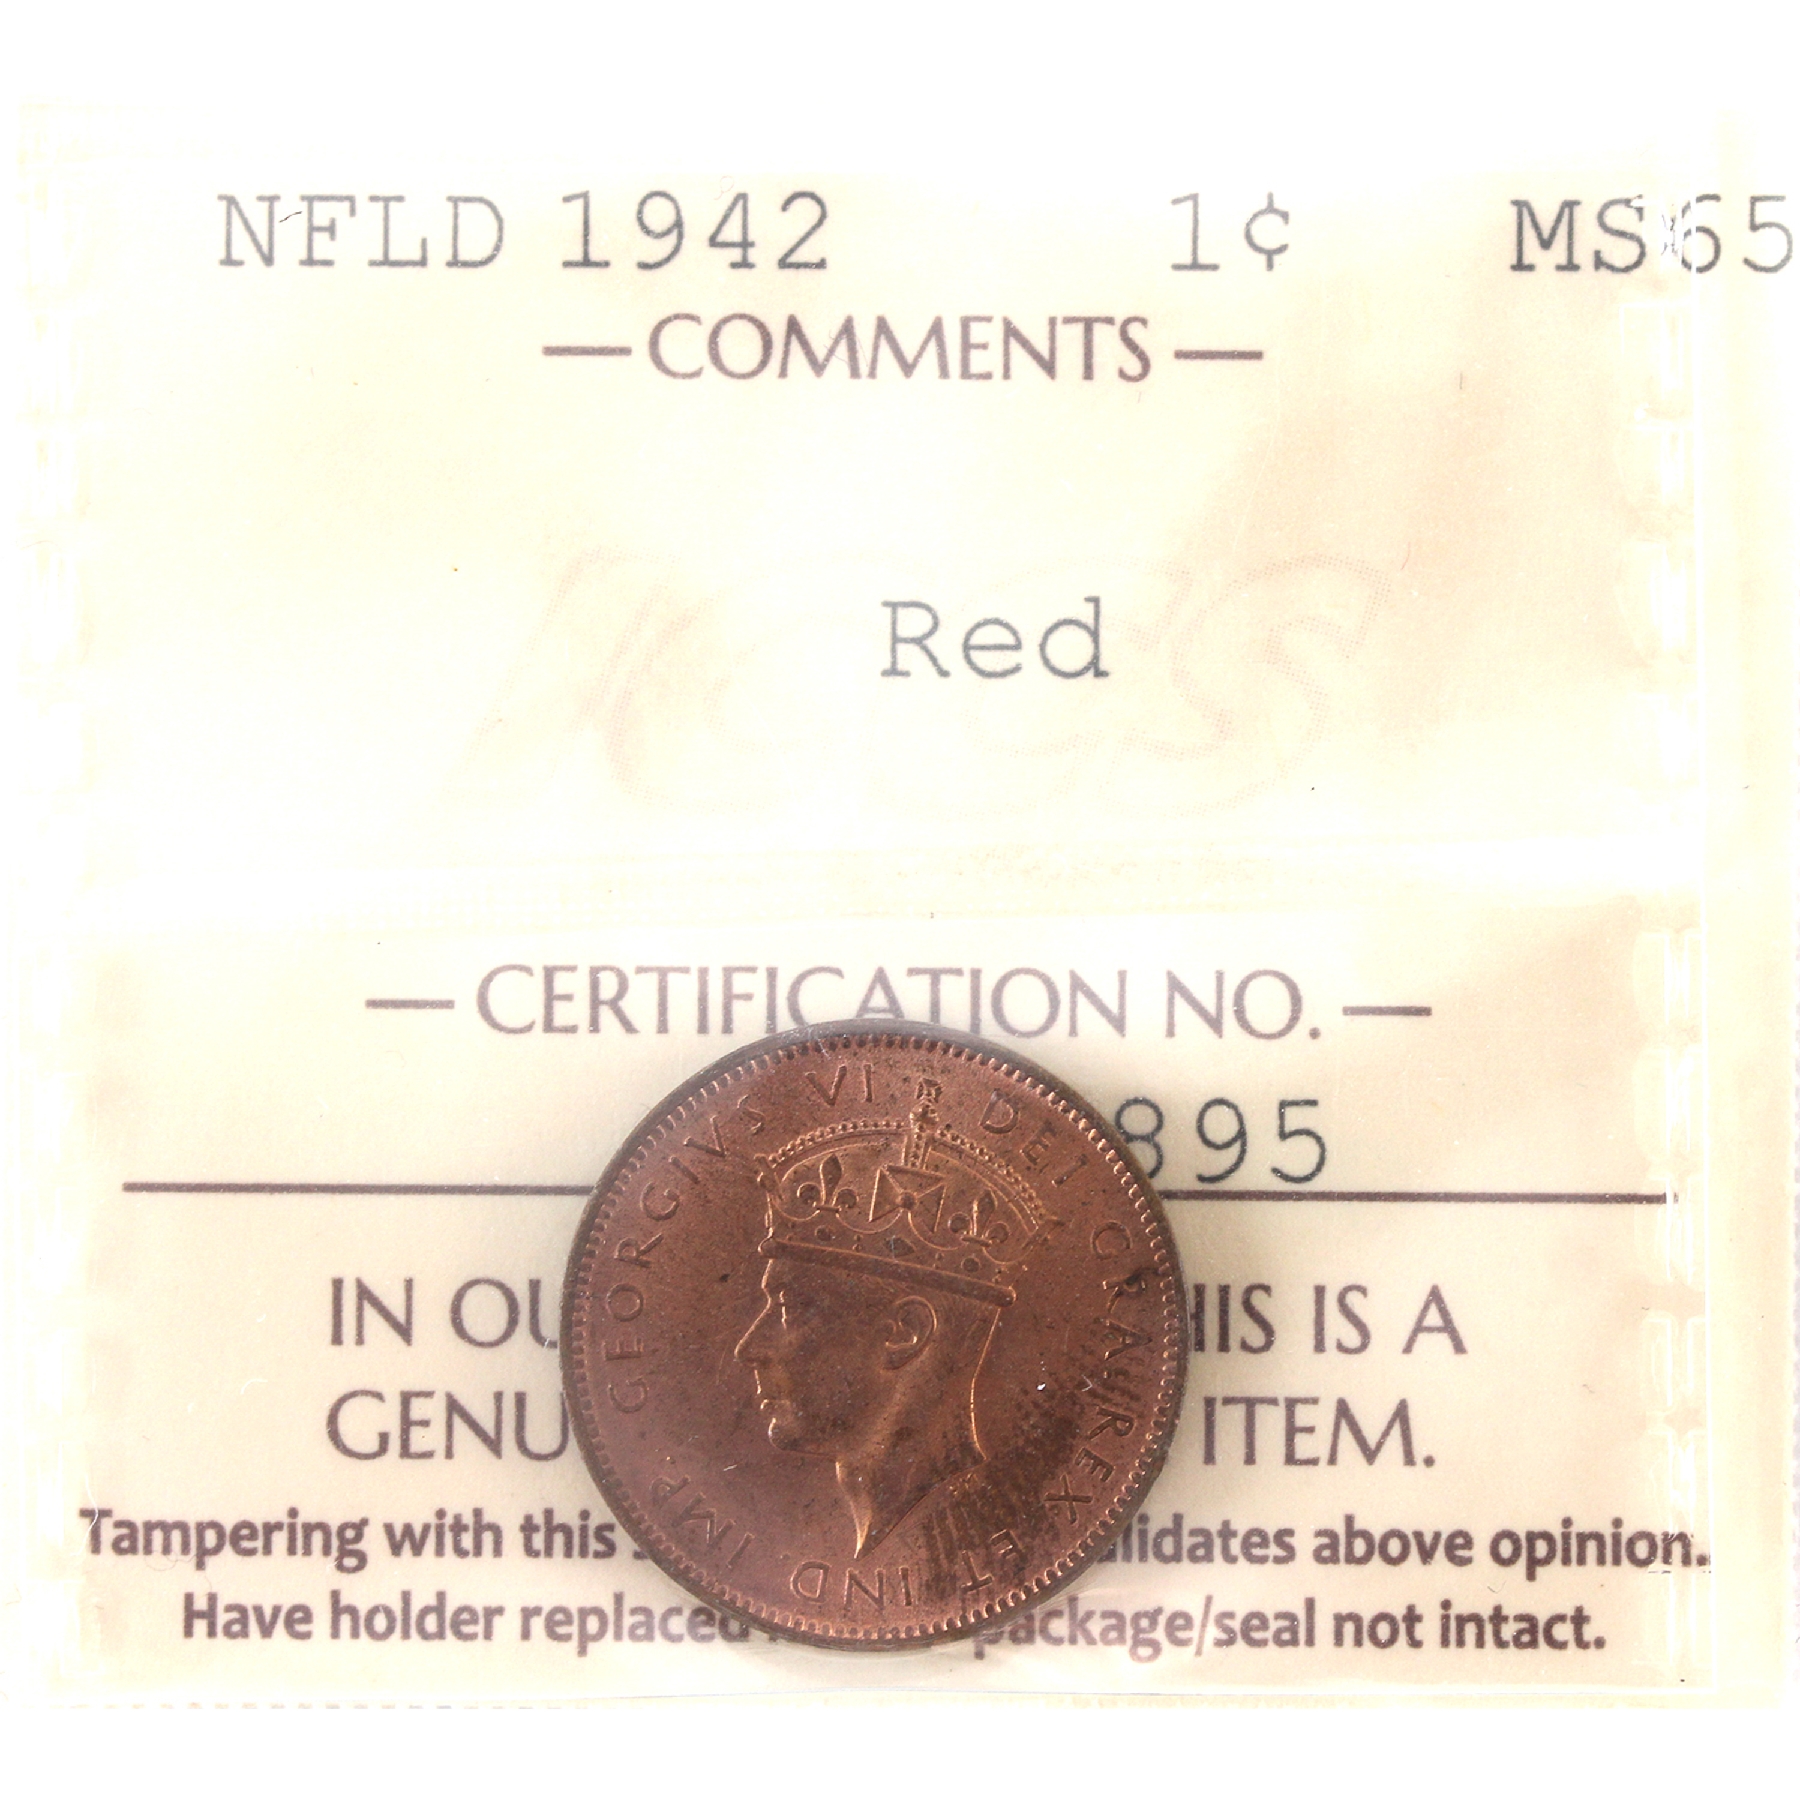 NFLD 1942 1¢ MS65
— COMMENTS —
Red
ICCS
— CERTIFICATION NO. —
895
GEORGIVS VI DEI GRA. REX ET IND IMP.
IN OU HIS IS A
GENU ITEM.
Tampering with this lidates above opinion.
Have holder replaced package/seal not intact.